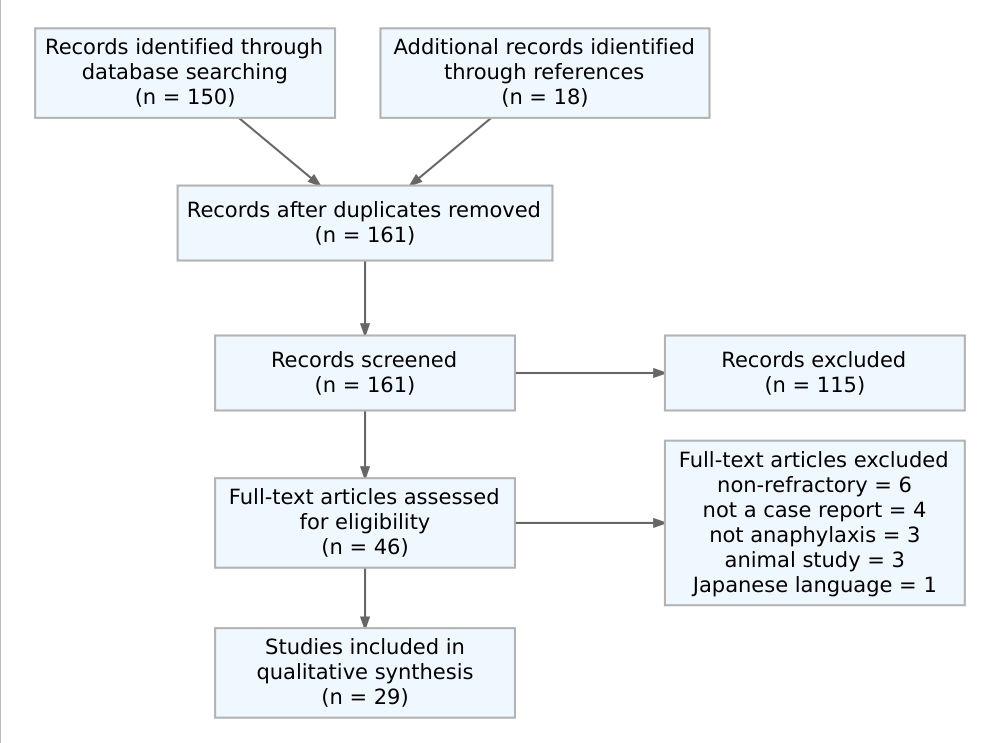 Records identified through
database searching
(n = 150)
Additional records idientified
through references
(n = 18)
Records after duplicates removed
(n = 161)
Records screened
(n = 161)
Records excluded
(n = 115)
Full-text articles assessed
for eligibility
(n = 46)
Full-text articles excluded
non-refractory = 6
not a case report = 4
not anaphylaxis = 3
animal study = 3
Japanese language = 1
Studies included in
qualitative synthesis
(n = 29)